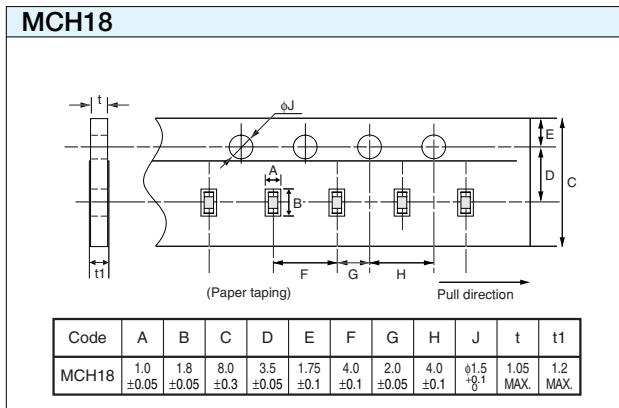 MCH18
t
ϕJ
A
B
E
D
C
F
G
H
t1
(Paper taping)
Pull direction
Code A B C D E F G H J t t1
MCH18 1.0 ±0.05 1.8 ±0.05 8.0 ±0.3 3.5 ±0.05 1.75 ±0.1 4.0 ±0.1 2.0 ±0.05 4.0 ±0.1 ϕ1.5 +0.1 0 1.05 MAX. 1.2 MAX.